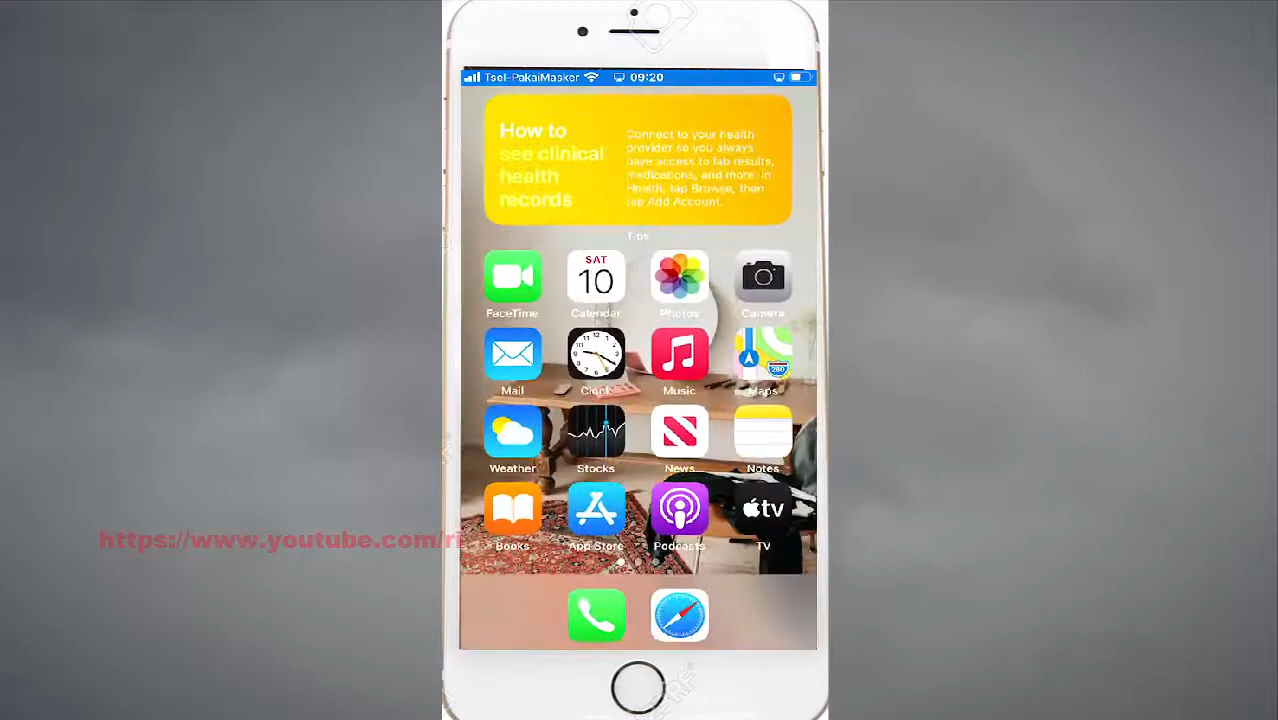 Tsel-PakaiMasker 09:20
How to
see clinical
health
records
Connect to your health
provider so you always
have access to lab results,
medications, and more. In
Health, tap Browse, then
tap Add Account.
Tips
SAT
10
FaceTime Calendar Photos Camera
280
Mail Clock Music Maps
Weather Stocks News Notes
tv
Books App Store Podcasts TV
https://www.youtube.com/ri